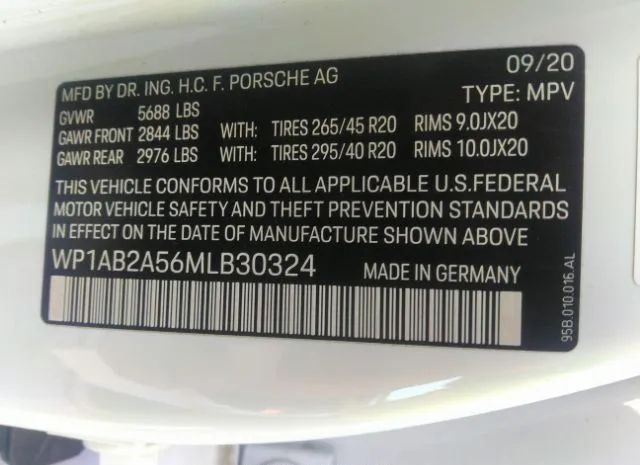 MFD BY DR. ING. H.C. F. PORSCHE AG 09/20
GVWR 5688 LBS TYPE: MPV
GAWR FRONT 2844 LBS WITH: TIRES 265/45 R20 RIMS 9.0JX20
GAWR REAR 2976 LBS WITH: TIRES 295/40 R20 RIMS 10.0JX20
THIS VEHICLE CONFORMS TO ALL APPLICABLE U.S.FEDERAL
MOTOR VEHICLE SAFETY AND THEFT PREVENTION STANDARDS
IN EFFECT ON THE DATE OF MANUFACTURE SHOWN ABOVE
WP1AB2A56MLB30324 MADE IN GERMANY
95B.010.016.AL